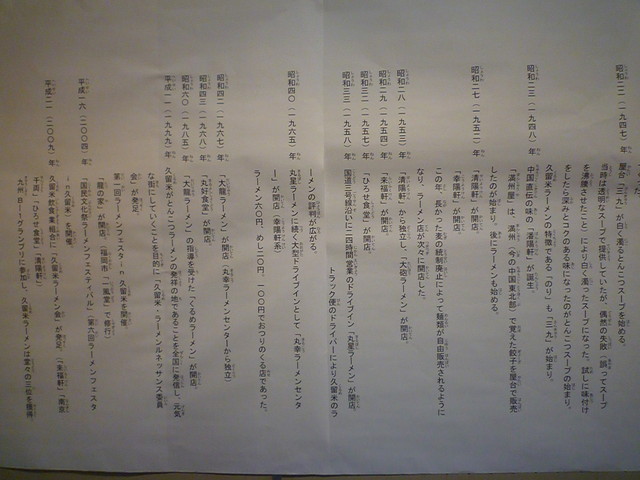 昭和二二
屋台「三九」が白く濁るとんこつスープを始める。
当時は透明なスープで提供していたが、偶然の失敗(誤ってスープ
を沸騰させたこと)により白く濁ったスープになった。試しに味付け
をしたら深みとコクのある味になったのがとんこつスープの始まり。
久留米ラーメンの特徴である「のり」も「三九」が始まり。
昭和二三(一九四八)年 中国直伝の味の「清陽軒」が誕生。
「満州屋」は、満州(今の中国東北部)で覚えた餃子を屋台で販売
したのが始まり、後にラーメンも始める。
昭和二七(一九五二)年 「清陽軒」が開店。
「幸陽軒」が開店。
この年、長かった麦の統制廃止によって麺類が自由販売されるように
なり、ラーメン店が次々に開店した。
昭和二八(一九五三)年 「清陽軒」から独立し、「大砲ラーメン」が開店。
昭和二九(一九五四)年 「来福軒」が開店。
昭和三二(一九五七)年 「ひろせ食堂」が開店。
昭和三三(一九五八)年 国道三号線沿いに二四時間営業のドライブイン「丸星ラーメン」が開店。
トラック便のドライバーにより久留米のラ
ーメンの評判が広がる。
昭和四〇(一九六五)年 丸星ラーメンに続く大型ドライブインとして「丸幸ラーメンセンタ
ー」が開店(幸陽軒系)
ラーメン六〇円、めし二〇円、一〇〇円でおつりのくる店であった。
昭和四二(一九六七)年 「大龍ラーメン」が開店(丸幸ラーメンセンターから独立)
昭和四三(一九六八)年 「丸好食堂」が開店。
昭和六〇(一九八五)年 「大龍ラーメン」の指導を受けた「くるめラーメン」が開店。
平成一一(一九九九)年 久留米がとんこつラーメンの発祥の地であることを全国に発信し、元気
な街にしていくことを目的に「久留米・ラーメンルネッサンス委員
会」が発足。
第一回ラーメンフェスタ・in久留米を開催。
「龍の家」が開店(福岡市「一風堂」で修行)
平成一六(二〇〇四)年 「国民文化祭ラーメンフェスティバル」(第六回ラーメンフェスタ
in久留米」を開催。
平成二一(二〇〇九)年 久留米飲食業組合に「久留米ラーメン会」が発足。(「来福軒」「南京
千両」「ひろせ食堂」「清陽軒」)
九州B-1グランプリに参加し、久留米ラーメンは堂々の三位を獲得